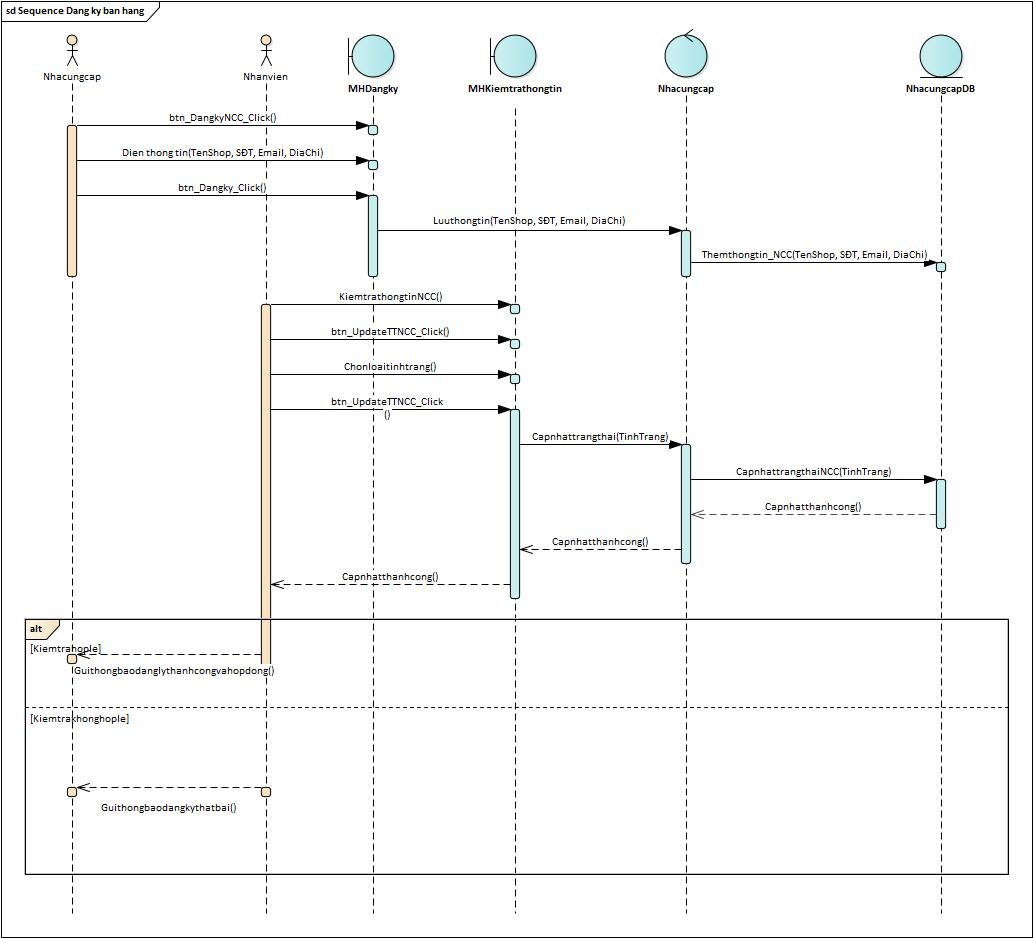 sd Sequence Dang ky ban hang
Nhacungcap
Nhanvien
MHDangky
MHKiemtrathongtin
Nhacungcap
NhacungcapDB
btn_DangkyNCC_Click()
Dien thong tin(TenShop, SĐT, Email, DiaChi)
btn_Dangky_Click()
Luuthongtin(TenShop, SĐT, Email, DiaChi)
Themthongtin_NCC(TenShop, SĐT, Email, DiaChi)
KiemtrathongtinNCC()
btn_UpdateTTNCC_Click()
Chonloaitinhtrang()
btn_UpdateTTNCC_Click
()
Capnhattrangthai(TinhTrang)
CapnhattrangthaiNCC(TinhTrang)
Capnhatthanhcong()
Capnhatthanhcong()
Capnhatthanhcong()
alt
[Kiemtrahople]
Guithongbaodanglythanhcongvahopdong()
[Kiemtrakhonghople]
Guithongbaodangkythatbai()